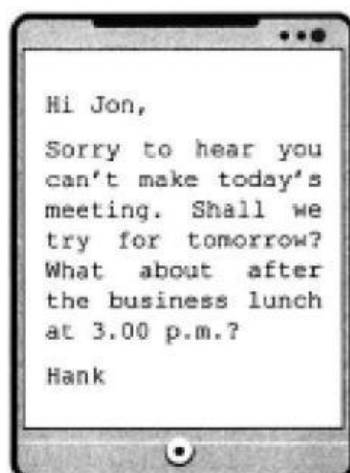 Hi Jon,
Sorry to hear you
can't make today's
meeting. Shall we
try for tomorrow?
What about after
the business lunch
at 3.00 p.m.?
Hank